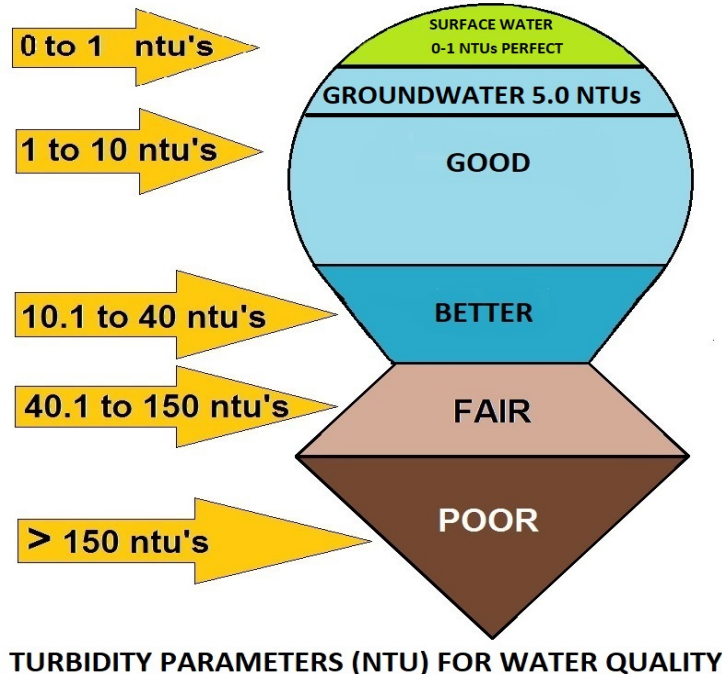 0 to 1 ntu's
SURFACE WATER
0-1 NTUs PERFECT
GROUNDWATER 5.0 NTUs
1 to 10 ntu's
GOOD
10.1 to 40 ntu's
BETTER
40.1 to 150 ntu's
FAIR
> 150 ntu's
POOR
TURBIDITY PARAMETERS (NTU) FOR WATER QUALITY